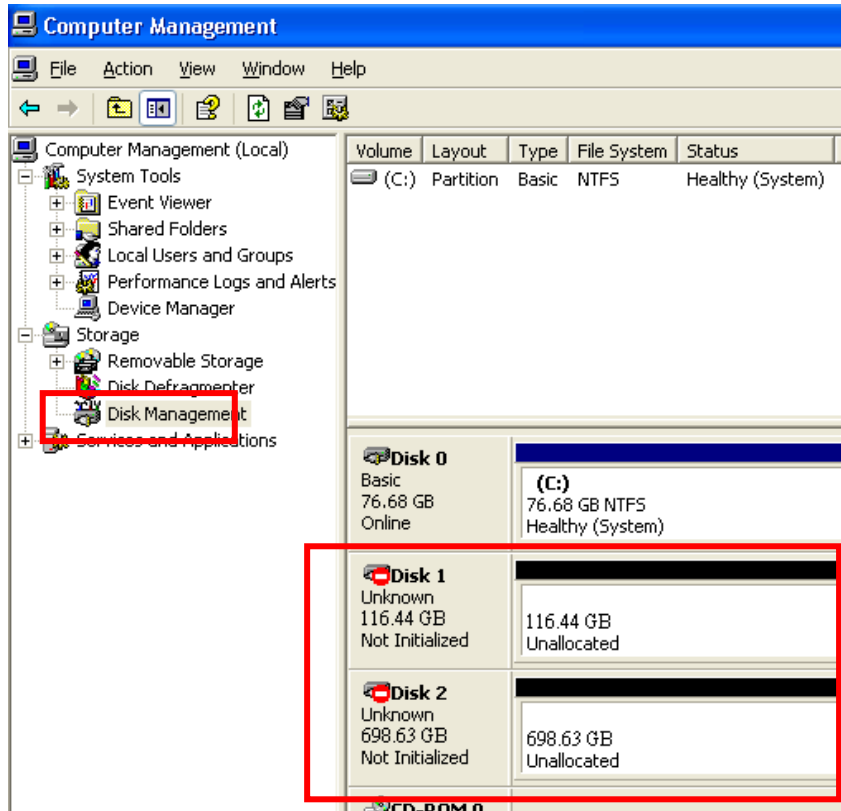 Computer Management
File Action View Window Help
Computer Management (Local)
System Tools
Event Viewer
Shared Folders
Local Users and Groups
Performance Logs and Alerts
Device Manager
Storage
Removable Storage
Disk Defragmenter
Disk Management
Services and Applications
Volume Layout Type File System Status
(C:) Partition Basic NTFS Healthy (System)
Disk 0
Basic
76.68 GB
Online
(C:)
76.68 GB NTFS
Healthy (System)
Disk 1
Unknown
116.44 GB
Not Initialized
116.44 GB
Unallocated
Disk 2
Unknown
698.63 GB
Not Initialized
698.63 GB
Unallocated
CD-ROM 0